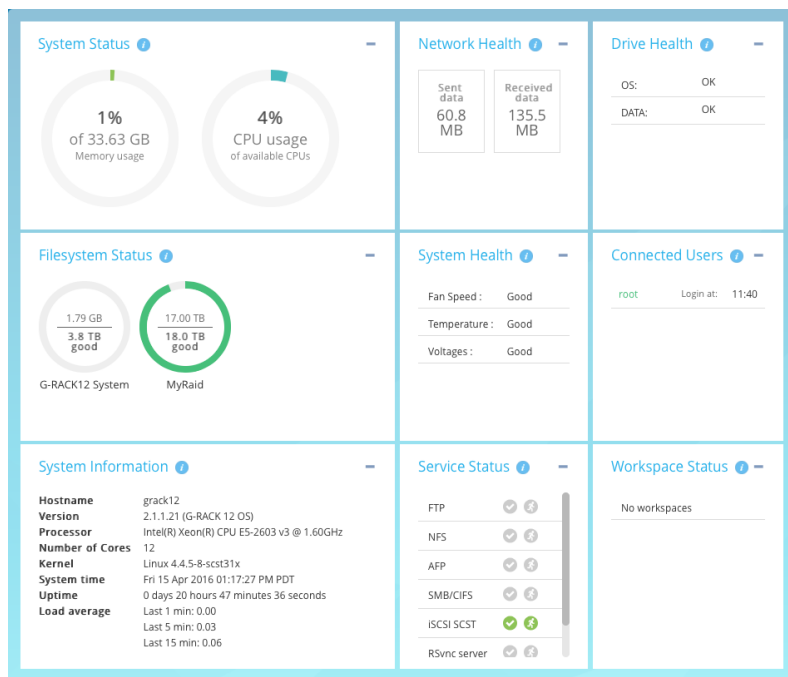 System Status
1%
of 33.63 GB
Memory usage
4%
CPU usage
of available CPUs
Network Health
Sent
data
60.8
MB
Received
data
135.5
MB
Drive Health
OS: OK
DATA: OK
Filesystem Status
1.79 GB
3.8 TB
good
G-RACK12 System
17.00 TB
18.0 TB
good
MyRaid
System Health
Fan Speed : Good
Temperature : Good
Voltages : Good
Connected Users
root Login at: 11:40
System Information
Hostname grack12
Version 2.1.1.21 (G-RACK 12 OS)
Processor Intel(R) Xeon(R) CPU E5-2603 v3 @ 1.60GHz
Number of Cores 12
Kernel Linux 4.4.5-8-scst31x
System time Fri 15 Apr 2016 01:17:27 PM PDT
Uptime 0 days 20 hours 47 minutes 36 seconds
Load average Last 1 min: 0.00
Last 5 min: 0.03
Last 15 min: 0.06
Service Status
FTP
NFS
AFP
SMB/CIFS
iSCSI SCST
RSvnc server
Workspace Status
No workspaces